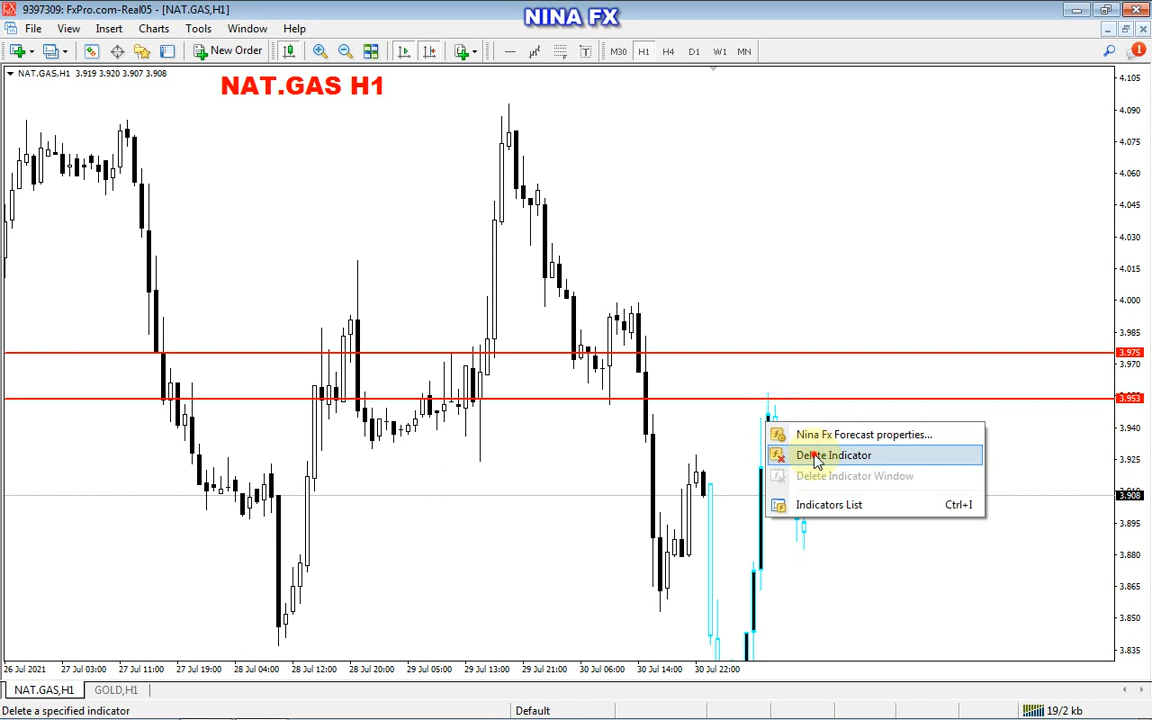 9397309: FxPro.com-Real05 - [NAT.GAS,H1]
NINA FX
File View Insert Charts Tools Window Help
New Order M30 H1 H4 D1 W1 MN 1
NAT.GAS,H1 3.919 3.920 3.907 3.908
NAT.GAS H1
4.105
4.090
4.075
4.060
4.045
4.030
4.015
4.000
3.985
3.975
3.970
3.953
3.940
3.925
3.908
3.895
3.880
3.865
3.850
3.835
Nina Fx Forecast properties...
Delete Indicator
Delete Indicator Window
Indicators List Ctrl+I
26 Jul 2021 27 Jul 03:00 27 Jul 11:00 27 Jul 19:00 28 Jul 04:00 28 Jul 12:00 28 Jul 20:00 29 Jul 05:00 29 Jul 13:00 29 Jul 21:00 30 Jul 06:00 30 Jul 14:00 30 Jul 22:00
NAT.GAS,H1 GOLD,H1
Delete a specified indicator Default 19/2 kb